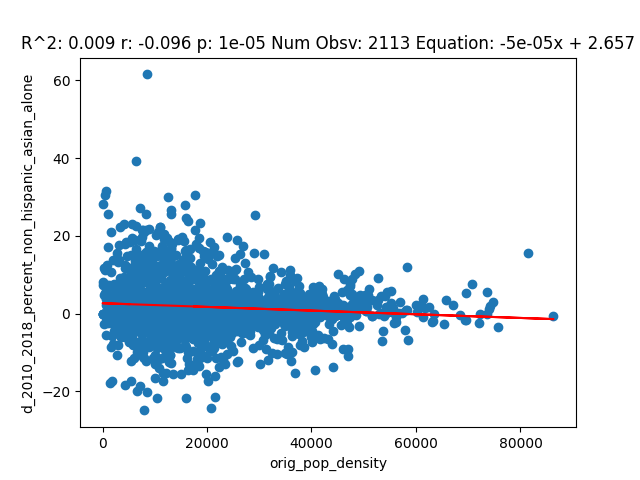 R^2: 0.009 r: -0.096 p: 1e-05 Num Obsv: 2113 Equation: -5e-05x + 2.657
d_2010_2018_percent_non_hispanic_asian_alone
60
40
20
0
−20
0 20000 40000 60000 80000
orig_pop_density